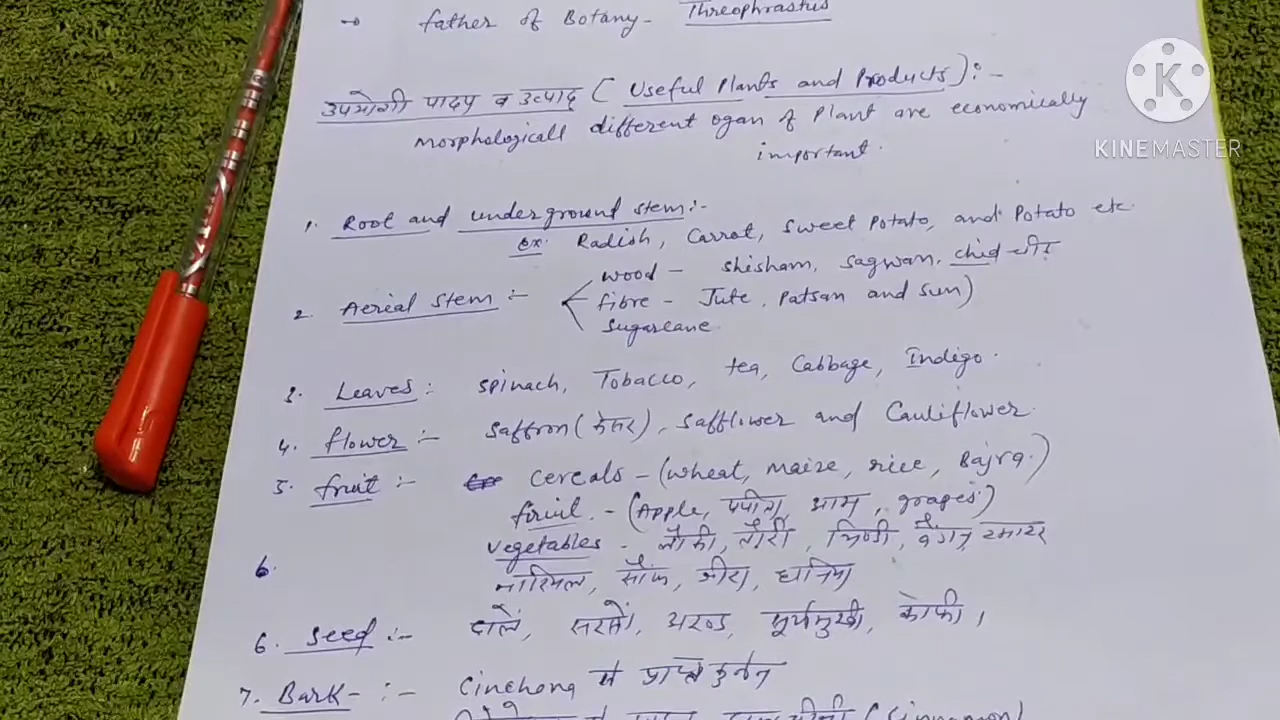 → father of Botany- Threophrastus
उपयोगी पादप व उत्पाद ( Useful Plants and Products ):-
morphologicall different ogan of Plant are economically
important.
1. Root and underground stem:-
ex: Radish, Carrot, Sweet Potato, and Potato etc.
2. Aerial Stem :-
wood - shisham, Sagwan, chid चीड़
fibre - Jute, Patsan and sun)
Sugarcane.
3. Leaves :- Spinach, Tobacco, tea, Cabbage, Indigo.
4. flower :- Saffron (केसर), Safflower and Cauliflower.
5. fruit :- Cereals - (Wheat, Maize, rice, Bajra.)
fruit. - (Apple, पपीता, आम, grapes)
Vegetables - लौकी, तौरी, भिण्डी, बैंगन, टमाटर
6. नारियल, सौंफ, जीरा, धनिया
6. Seed :- दालें, सरसों, अरण्ड, सूर्यमुखी, कॉफी,
7. Bark- :- Cinchona से प्राप्त कुनैन
(Cinnamon)
K
KINEMASTER